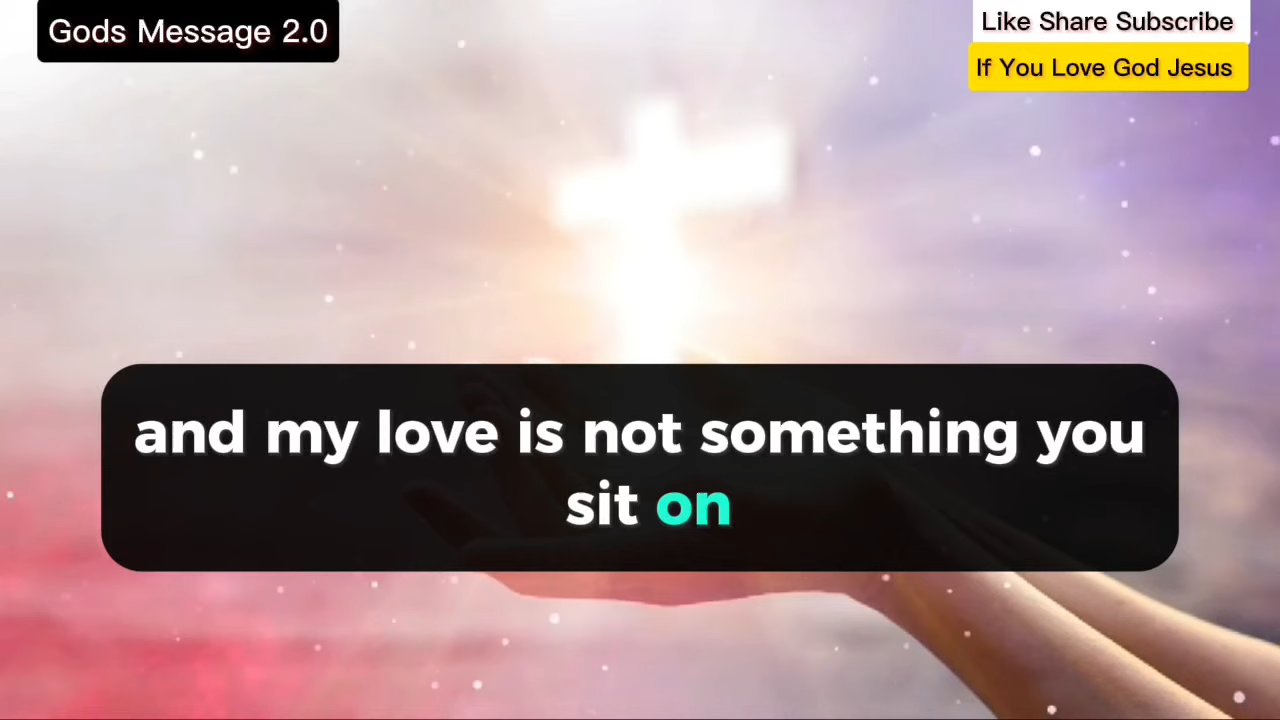 Gods Message 2.0
Like Share Subscribe
If You Love God Jesus
and my love is not something you
sit on